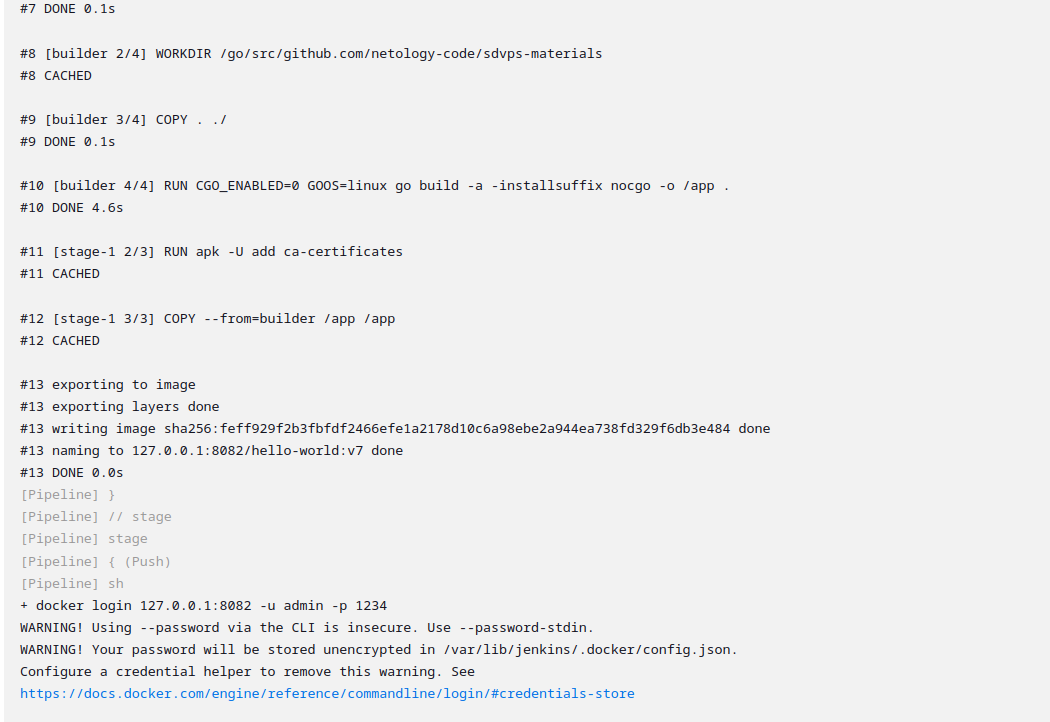 #7 DONE 0.1s
#8 [builder 2/4] WORKDIR /go/src/github.com/netology-code/sdvps-materials
#8 CACHED
#9 [builder 3/4] COPY . ./
#9 DONE 0.1s
#10 [builder 4/4] RUN CGO_ENABLED=0 GOOS=linux go build -a -installsuffix nocgo -o /app .
#10 DONE 4.6s
#11 [stage-1 2/3] RUN apk -U add ca-certificates
#11 CACHED
#12 [stage-1 3/3] COPY --from=builder /app /app
#12 CACHED
#13 exporting to image
#13 exporting layers done
#13 writing image sha256:feff929f2b3fbfdf2466efe1a2178d10c6a98ebe2a944ea738fd329f6db3e484 done
#13 naming to 127.0.0.1:8082/hello-world:v7 done
#13 DONE 0.0s
[Pipeline] }
[Pipeline] // stage
[Pipeline] stage
[Pipeline] { (Push)
[Pipeline] sh
+ docker login 127.0.0.1:8082 -u admin -p 1234
WARNING! Using --password via the CLI is insecure. Use --password-stdin.
WARNING! Your password will be stored unencrypted in /var/lib/jenkins/.docker/config.json.
Configure a credential helper to remove this warning. See
https://docs.docker.com/engine/reference/commandline/login/#credentials-store